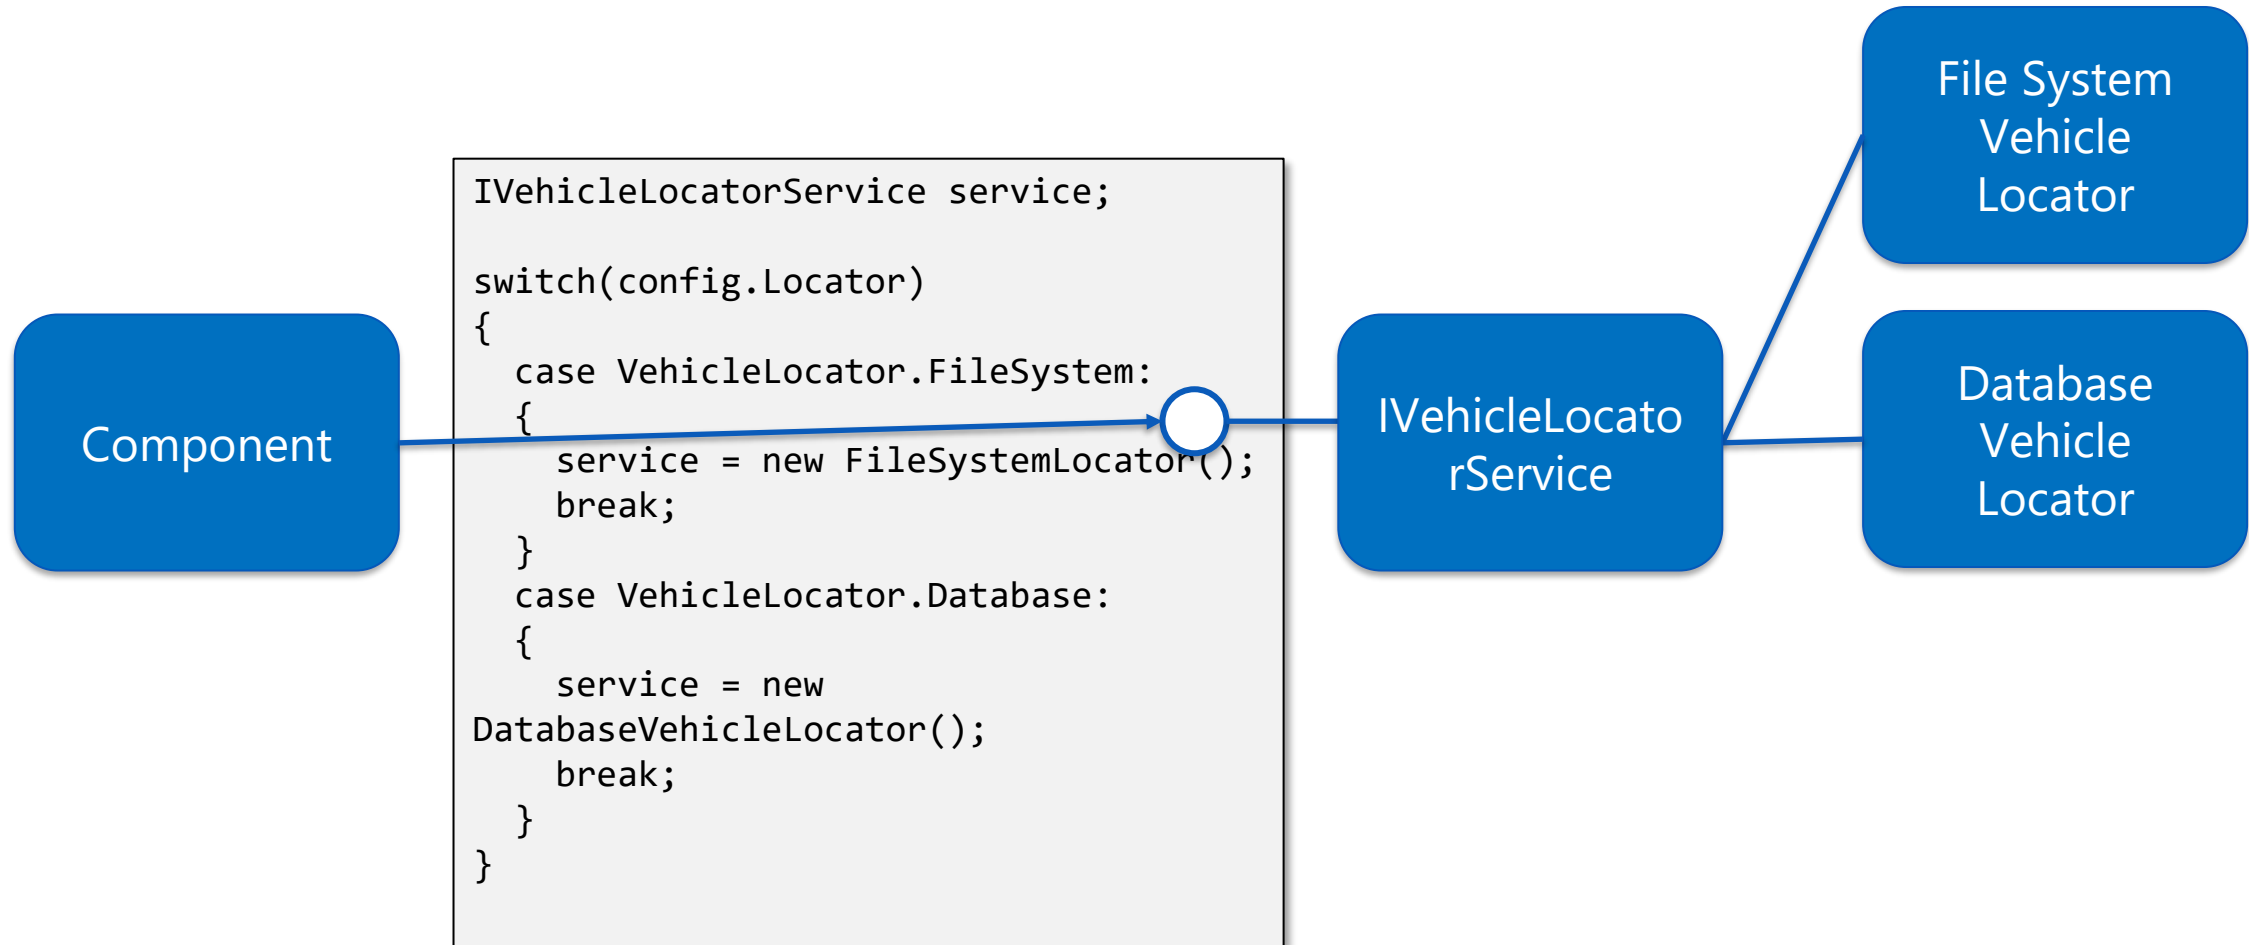 Component
IVehicleLocatorService service;
switch(config.Locator)
{
  case VehicleLocator.FileSystem:
  {
    service = new FileSystemLocator();
    break;
  }
  case VehicleLocator.Database:
  {
    service = new
DatabaseVehicleLocator();
    break;
  }
}
IVehicleLocato
rService
File System
Vehicle
Locator
Database
Vehicle
Locator